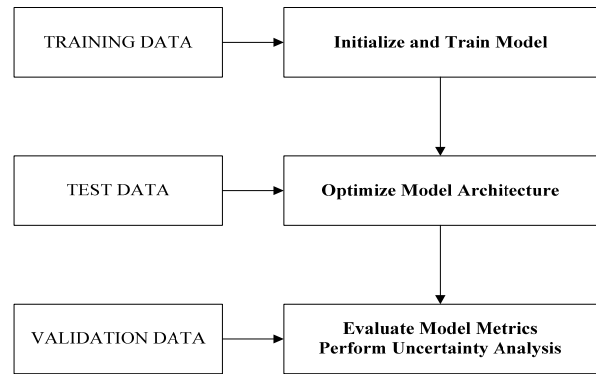 TRAINING DATA
Initialize and Train Model
TEST DATA
Optimize Model Architecture
VALIDATION DATA
Evaluate Model Metrics
Perform Uncertainty Analysis